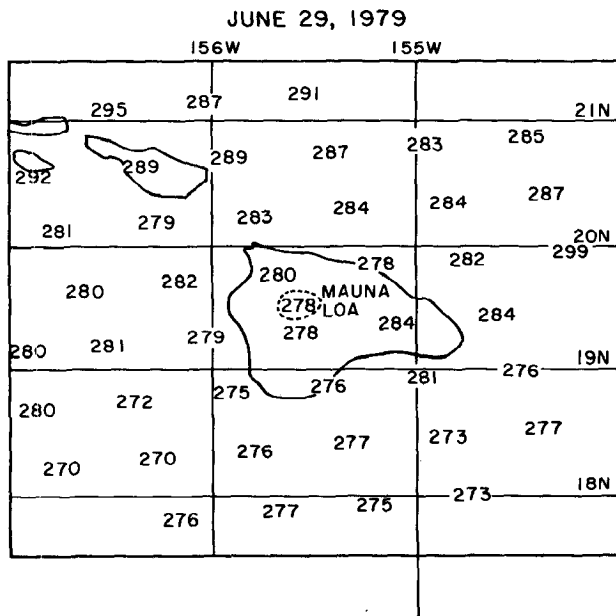 JUNE 29, 1979
156W 155W
291
295 287
21N
283 285
289 289 287
292 287
284 284
281 279 283
20N
278 282 299
282 280
280 278 MAUNA
LOA 284
279 278 284
280 281
19N
275 276 281 276
280 272
273 277
276 277
270 270
18N
276 277 275 273